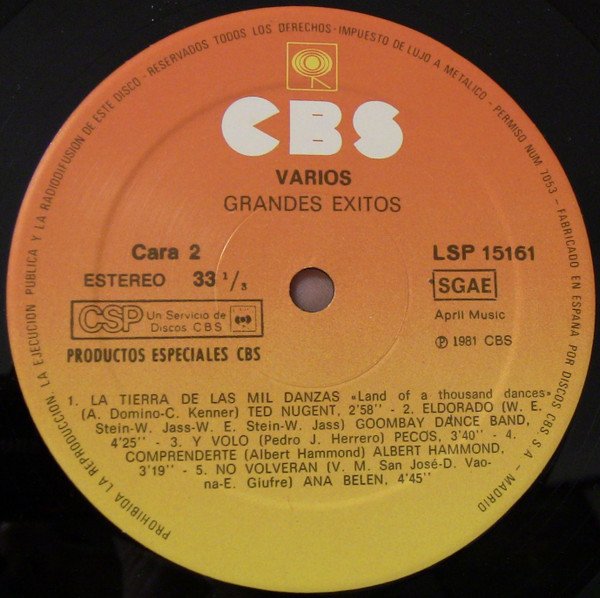 PROHIBIDA LA REPRODUCCION, LA EJECUCION PUBLICA Y LA RADIODIFUSION DE ESTE DISCO - RESERVADOS TODOS LOS DERECHOS - IMPUESTO DE LUJO A METALICO - PERMISO NUM 7053 - FABRICADO EN ESPAÑA POR DISCOS CBS S A - MADRID
CBS
VARIOS
GRANDES EXITOS
Cara 2
LSP 15161
ESTEREO 33 1/3
SGAE
CSP Un Servicio de
Discos CBS
April Music
PRODUCTOS ESPECIALES CBS
℗ 1981 CBS
1. LA TIERRA DE LAS MIL DANZAS «Land of a thousand dances»
(A. Domino-C. Kenner) TED NUGENT, 2'58" - 2. ELDORADO (W. E.
Stein-W. Jass-W. E. Stein-W. Jass) GOOMBAY DANCE BAND,
4'25" - 3. Y VOLO (Pedro J. Herrero) PECOS, 3'40" - 4.
COMPRENDERTE (Albert Hammond) ALBERT HAMMOND,
3'19" - 5. NO VOLVERAN (V. M. San José-D. Vao-
na-E. Giufre) ANA BELEN, 4'45"